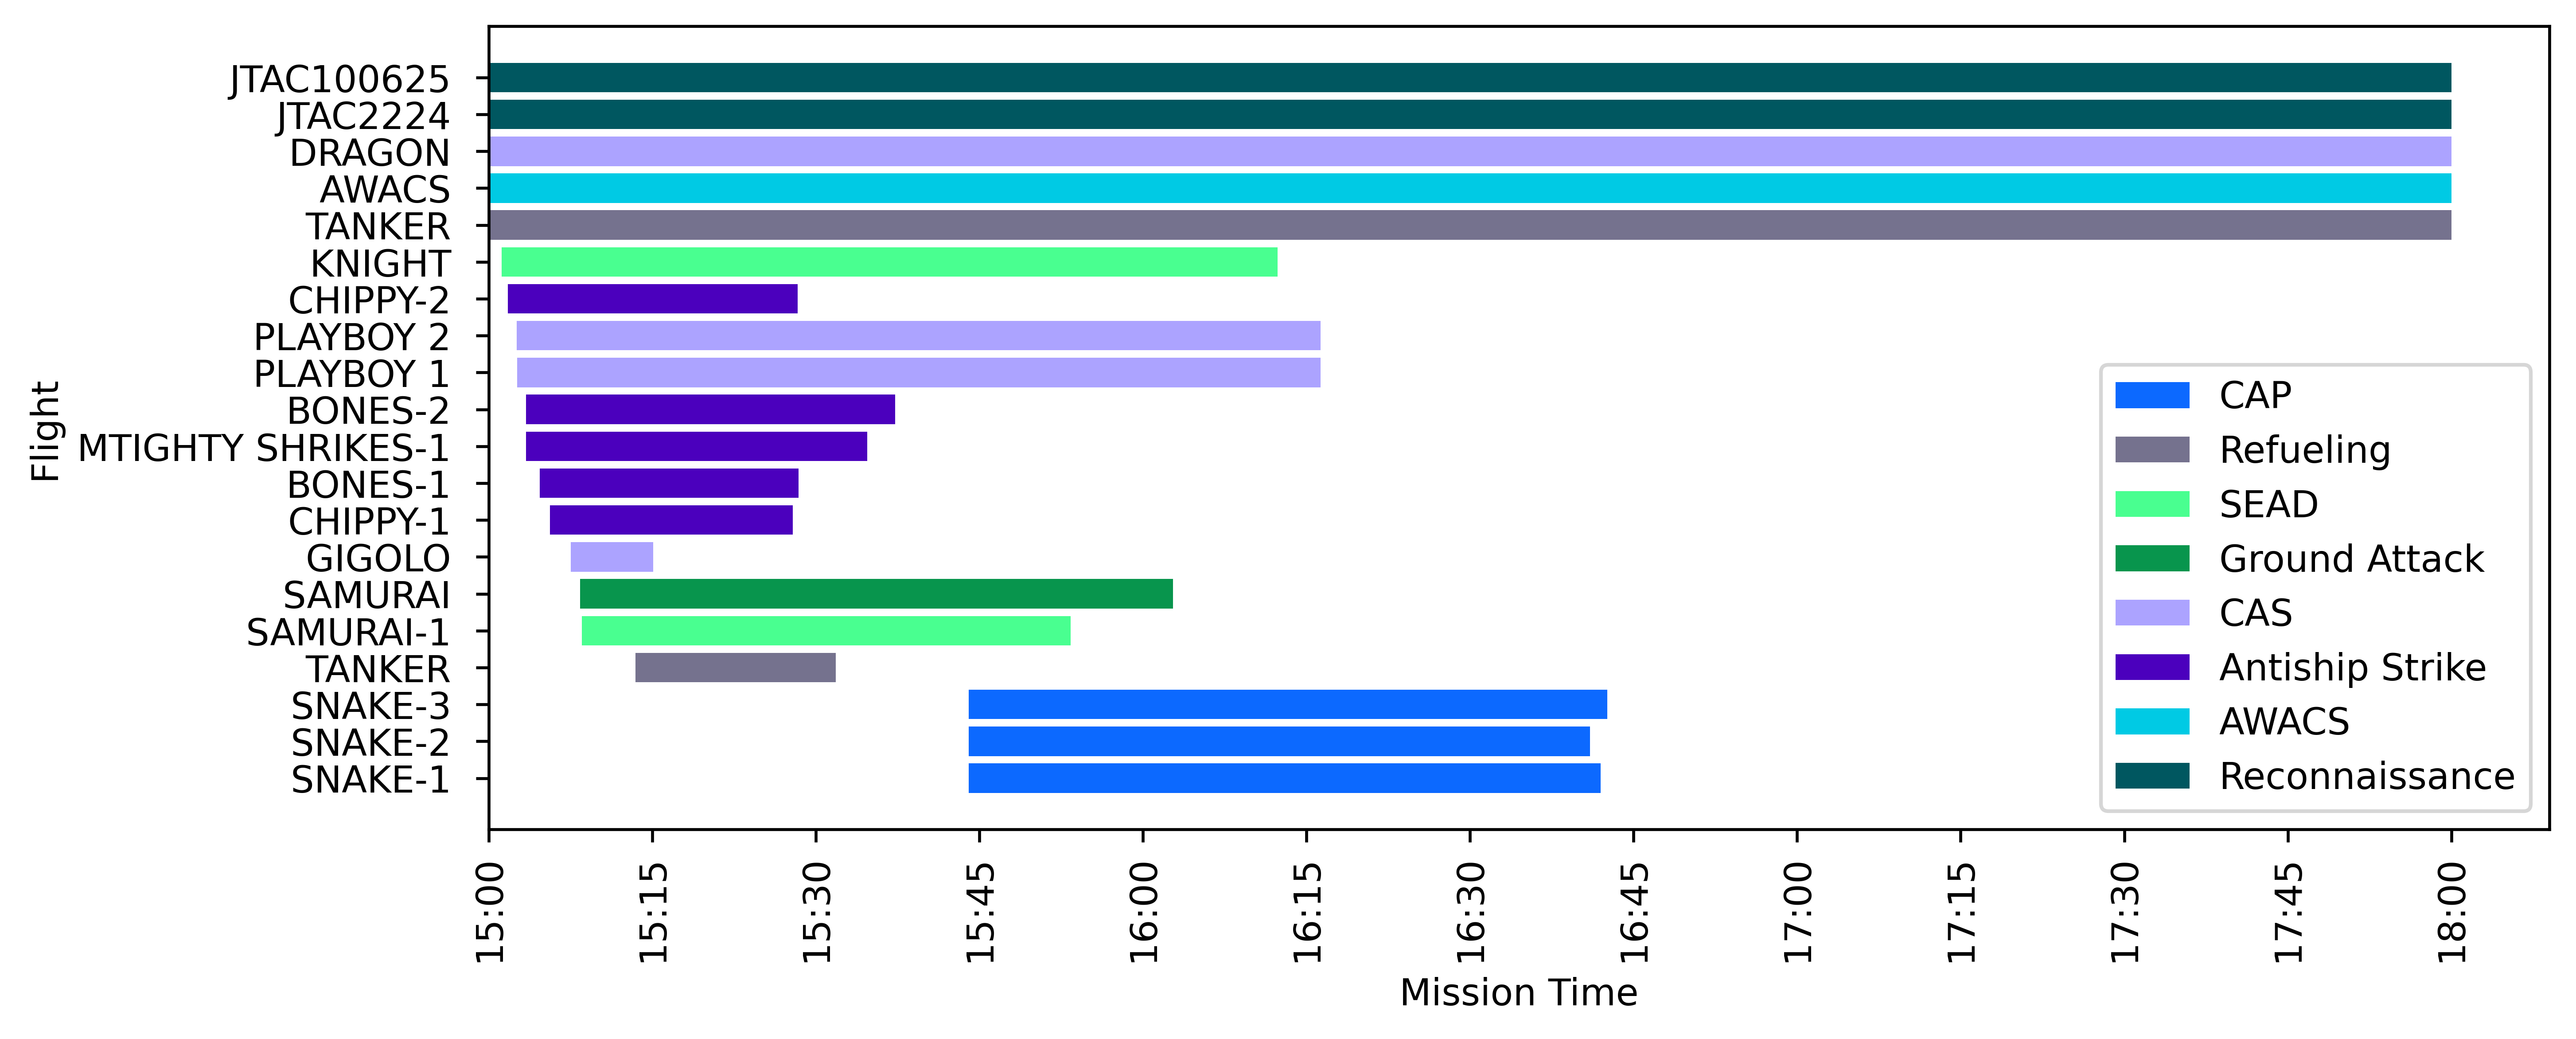 Flight
JTAC100625
JTAC2224
DRAGON
AWACS
TANKER
KNIGHT
CHIPPY-2
PLAYBOY 2
PLAYBOY 1
BONES-2
MTIGHTY SHRIKES-1
BONES-1
CHIPPY-1
GIGOLO
SAMURAI
SAMURAI-1
TANKER
SNAKE-3
SNAKE-2
SNAKE-1
CAP
Refueling
SEAD
Ground Attack
CAS
Antiship Strike
AWACS
Reconnaissance
15:00
15:15
15:30
15:45
16:00
16:15
16:30
16:45
17:00
17:15
17:30
17:45
18:00
Mission Time